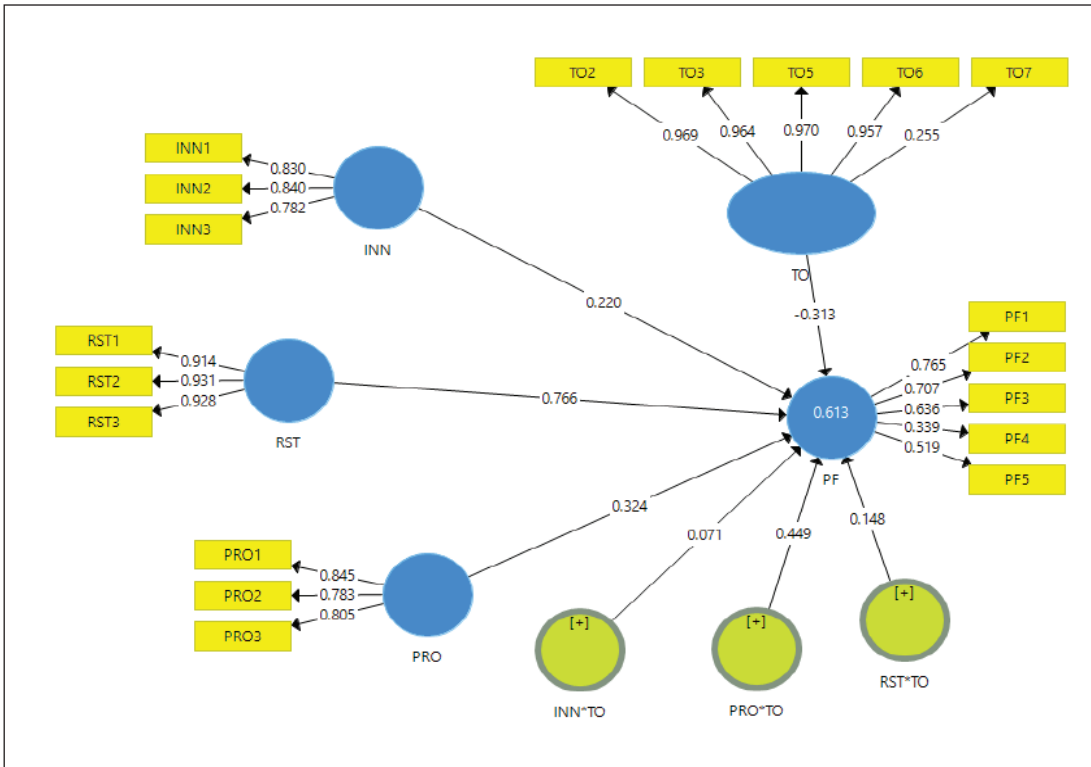 TO2 TO3 TO5 TO6 TO7
0.969 0.964 0.970 0.957 0.255
TO
INN1
INN2
INN3
0.830
0.840
0.782
INN
0.220
-0.313
RST1
RST2
RST3
0.914
0.931
0.928
RST
0.766
PF1
PF2
PF3
PF4
PF5
0.765
0.707
0.636
0.339
0.519
0.613
PF
PRO1
PRO2
PRO3
0.845
0.783
0.805
PRO
0.324
0.071
0.449
0.148
[+]
INN*TO
[+]
PRO*TO
[+]
RST*TO